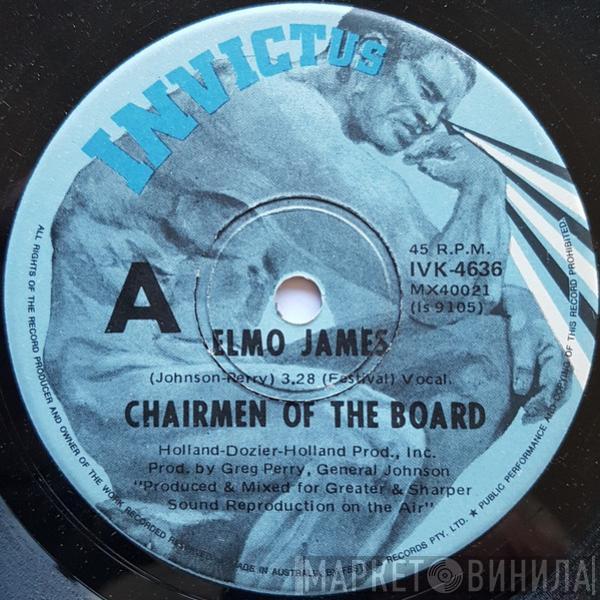 INVICTUS
45 R.P.M.
IVK-4636
MX40021
(Is 9105)
A
ELMO JAMES
(Johnson-Perry) 3.28 (Festival) Vocal.
CHAIRMEN OF THE BOARD
Holland-Dozier-Holland Prod., Inc.
Prod. by Greg Perry, General Johnson
"Produced & Mixed for Greater & Sharper
Sound Reproduction on the Air"
ALL RIGHTS OF THE RECORD PRODUCER AND OWNER OF THE WORK RECORDED RESERVED. MADE IN AUSTRALIA BY FESTIVAL RECORDS PTY. LTD. ★ PUBLIC PERFORMANCE AND COPYING OF THIS RECORD PROHIBITED
МАРКЕТ ВИНИЛА